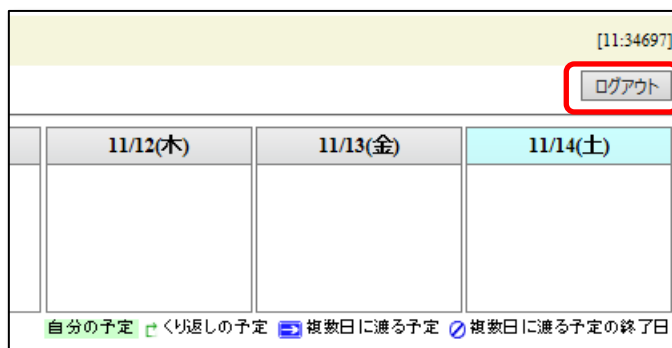 [11:34697]
ログアウト
11/12(木) 11/13(金) 11/14(土)
自分の予定 くり返しの予定 複数日に渡る予定 複数日に渡る予定の終了日